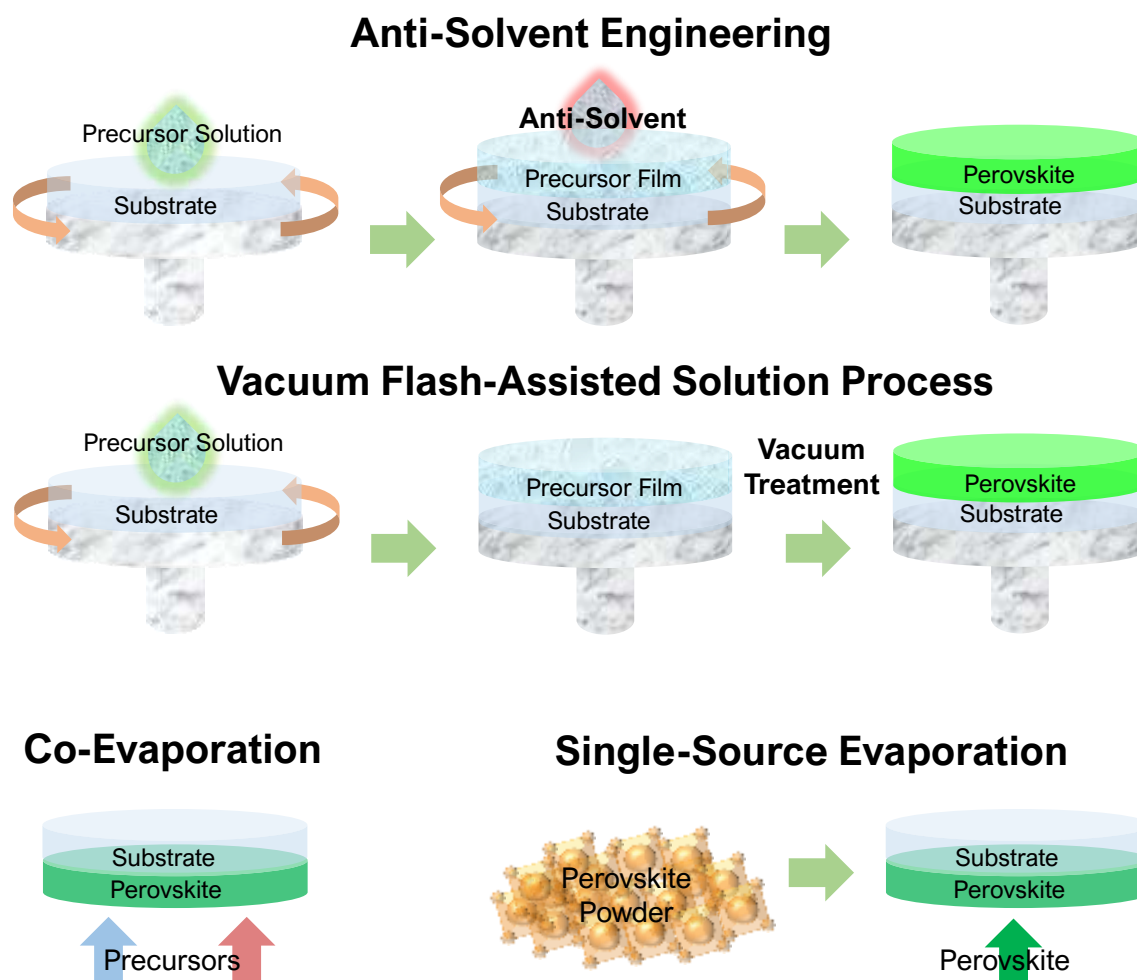 Anti-Solvent Engineering
Precursor Solution
Substrate
Anti-Solvent
Precursor Film
Substrate
Perovskite
Substrate
Vacuum Flash-Assisted Solution Process
Precursor Solution
Substrate
Precursor Film
Substrate
Vacuum
Treatment
Perovskite
Substrate
Co-Evaporation
Substrate
Perovskite
Precursors
Single-Source Evaporation
Perovskite
Powder
Substrate
Perovskite
Perovskite